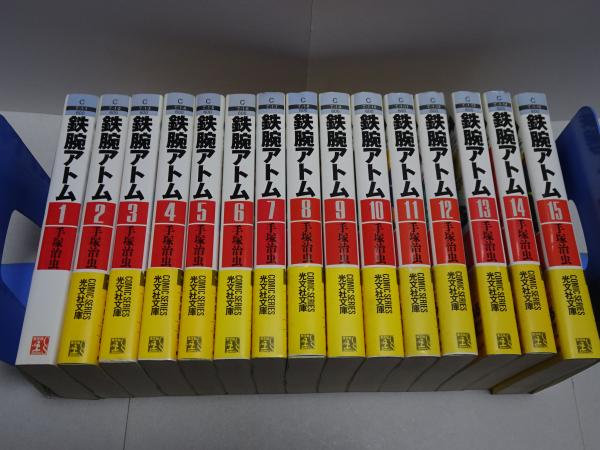 鉄腕アトム 1 手塚治虫
鉄腕アトム 2 手塚治虫 COMIC SERIES 光文社文庫
鉄腕アトム 3 手塚治虫 COMIC SERIES 光文社文庫
鉄腕アトム 4 手塚治虫 COMIC SERIES 光文社文庫
鉄腕アトム 5 手塚治虫 COMIC SERIES 光文社文庫
鉄腕アトム 6 手塚治虫 COMIC SERIES 光文社文庫
鉄腕アトム 7 手塚治虫 COMIC SERIES 光文社文庫
鉄腕アトム 8 手塚治虫 COMIC SERIES 光文社文庫
鉄腕アトム 9 手塚治虫 COMIC SERIES 光文社文庫
鉄腕アトム 10 手塚治虫 COMIC SERIES 光文社文庫
鉄腕アトム 11 手塚治虫 COMIC SERIES 光文社文庫
鉄腕アトム 12 手塚治虫 COMIC SERIES 光文社文庫
鉄腕アトム 13 手塚治虫 COMIC SERIES 光文社文庫
鉄腕アトム 14 手塚治虫 COMIC SERIES 光文社文庫
鉄腕アトム 15 手塚治虫 COMIC SERIES 光文社文庫